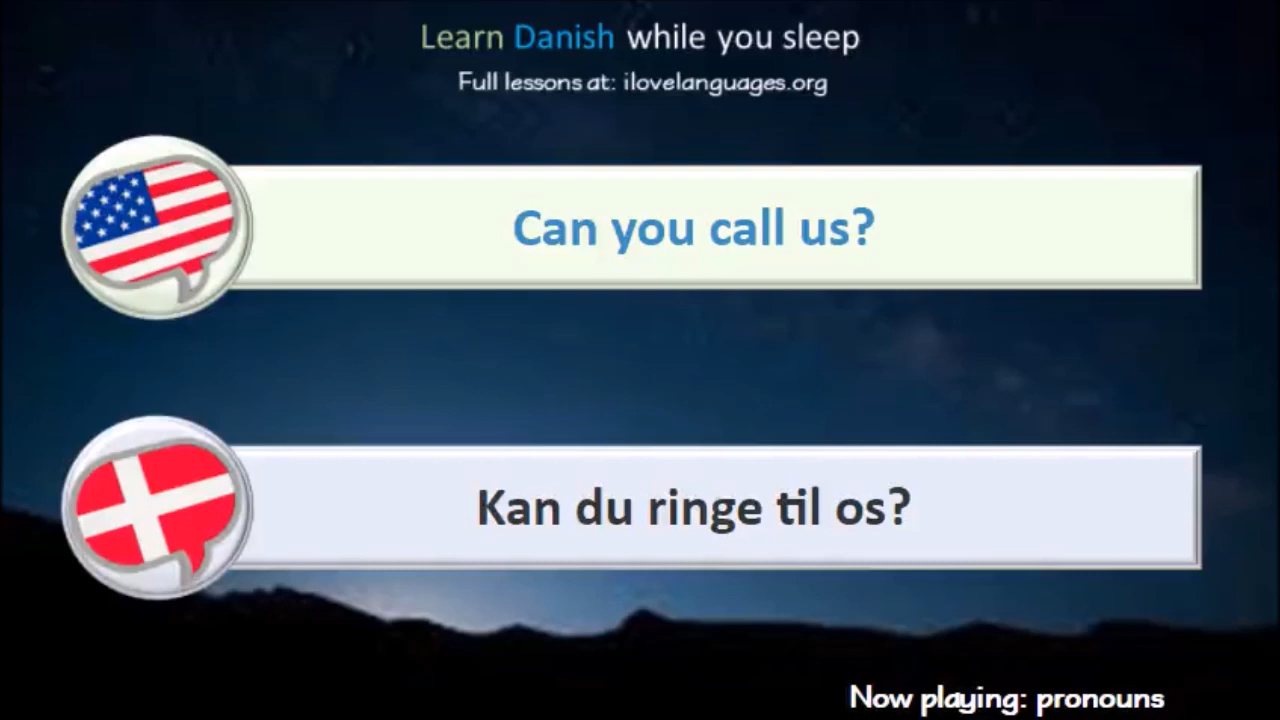 Learn Danish while you sleep
Full lessons at: ilovelanguages.org
Can you call us?
Kan du ringe til os?
Now playing: pronouns